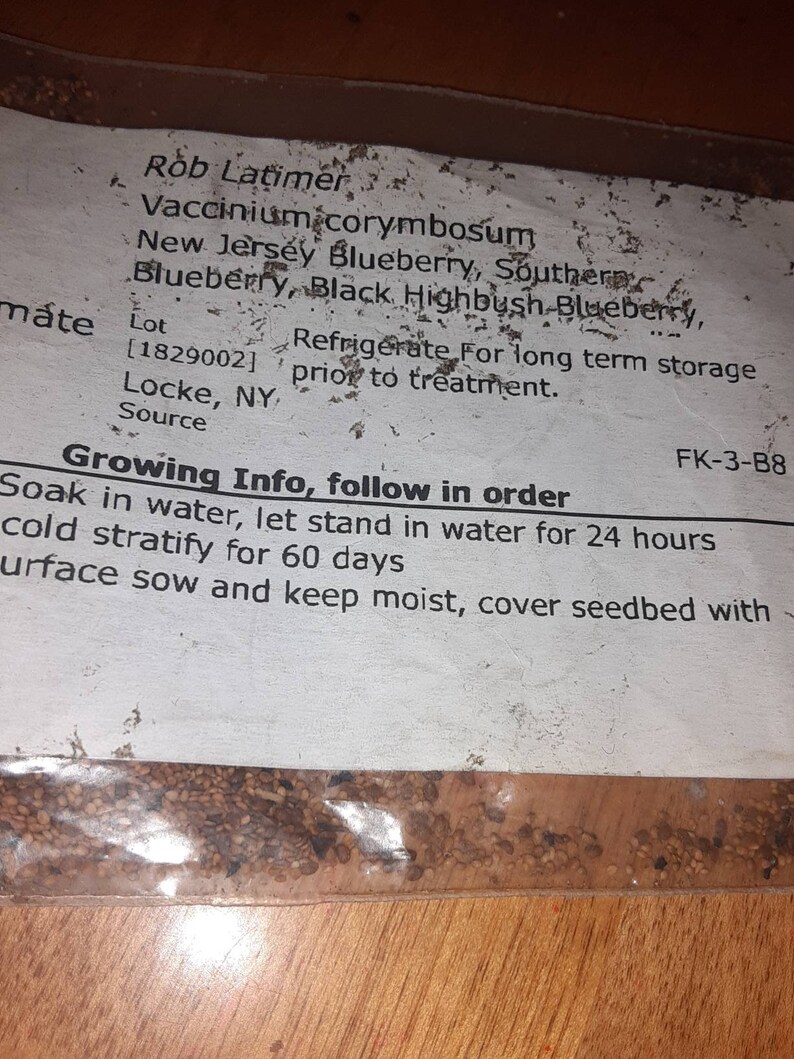 Rob Latimer
Vaccinium corymbosum
New Jersey Blueberry, Southern
Blueberry, Black Highbush Blueberry,
mate
Lot
[1829002]
Refrigerate For long term storage
prior to treatment.
Locke, NY
Source
FK-3-B8
Growing Info, follow in order
Soak in water, let stand in water for 24 hours
cold stratify for 60 days
urface sow and keep moist, cover seedbed with